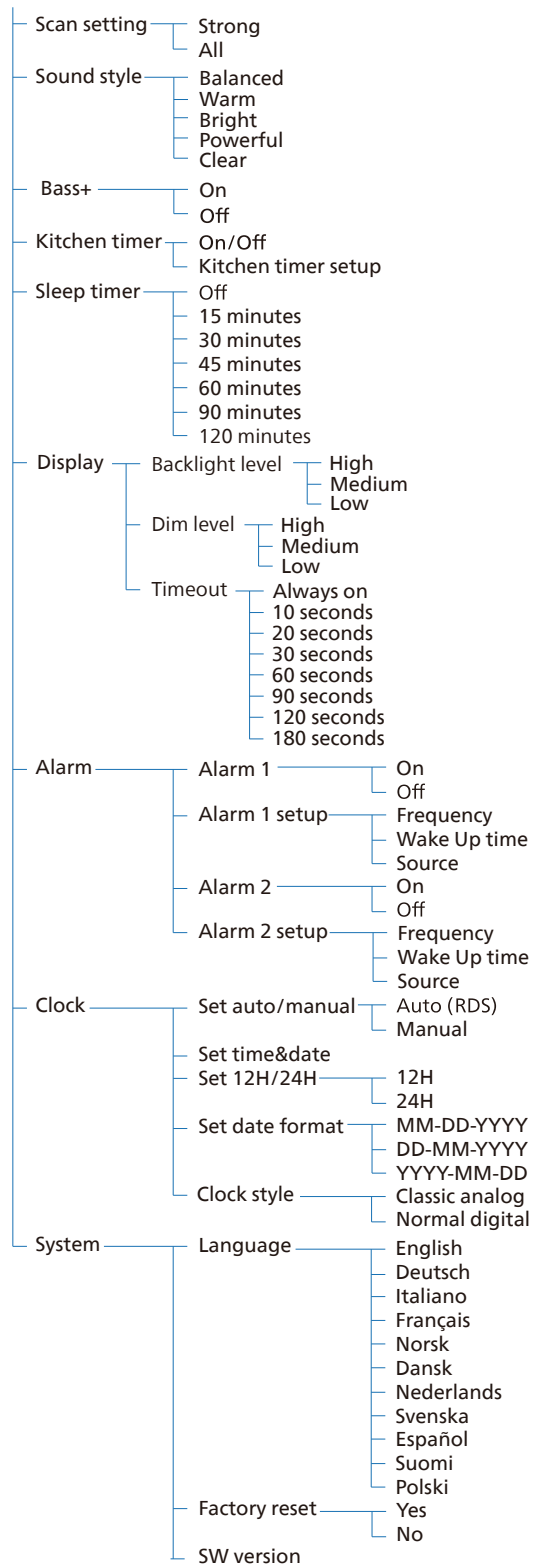 Scan setting Strong
All
Sound style Balanced
Warm
Bright
Powerful
Clear
Bass+ On
Off
Kitchen timer On/Off
Kitchen timer setup
Sleep timer Off
15 minutes
30 minutes
45 minutes
60 minutes
90 minutes
120 minutes
Display Backlight level High
Medium
Low
Dim level High
Medium
Low
Timeout Always on
10 seconds
20 seconds
30 seconds
60 seconds
90 seconds
120 seconds
180 seconds
Alarm Alarm 1 On
Off
Alarm 1 setup Frequency
Wake Up time
Source
Alarm 2 On
Off
Alarm 2 setup Frequency
Wake Up time
Source
Clock Set auto/manual Auto (RDS)
Manual
Set time&date
Set 12H/24H 12H
24H
Set date format MM-DD-YYYY
DD-MM-YYYY
YYYY-MM-DD
Clock style Classic analog
Normal digital
System Language English
Deutsch
Italiano
Français
Norsk
Dansk
Nederlands
Svenska
Español
Suomi
Polski
Factory reset Yes
No
SW version